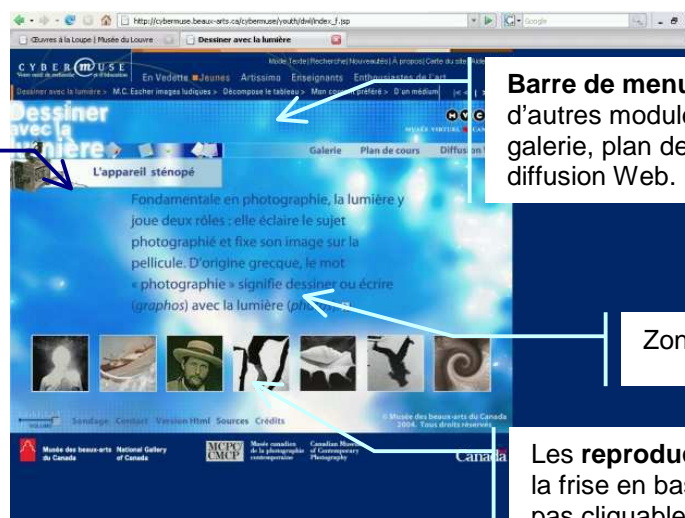 http://cybermuse.beaux-arts.ca/cybermuse/youth/dwl/index_f.jsp
Google
Œuvres à la Loupe | Musée du Louvre
Dessiner avec la lumière
CYBERMUSE
Mode Texte | Recherche | Nouveautés | À propos | Carte du site
En Vedette Jeunes Artissimo Enseignants Enthousiastes de l'art
Dessiner avec la lumière > M.C. Escher images ludiques > Décompose le tableau > Mon préféré > D'un médium
Dessiner
avec la
lumière
MUSÉE VIRTUEL
Galerie Plan de cours Diffusion
L'appareil sténopé
Fondamentale en photographie, la lumière y
joue deux rôles : elle éclaire le sujet
photographié et fixe son image sur la
pellicule. D'origine grecque, le mot
« photographie » signifie dessiner ou écrire
(graphos) avec la lumière
Barre de menu
d'autres module
galerie, plan de
diffusion Web.
Zon
Les reprodu
la frise en bas
pas cliquable
VOLUME
Sondage Contact Version Html Sources Crédits
© Musée des beaux-arts du Canada
2004. Tous droits réservés
Musée des beaux-arts National Gallery
du Canada of Canada
MCPC
CMCP
Musée canadien
de la photographie
contemporaine
Canadian Museum
of Contemporary
Photography
Canada